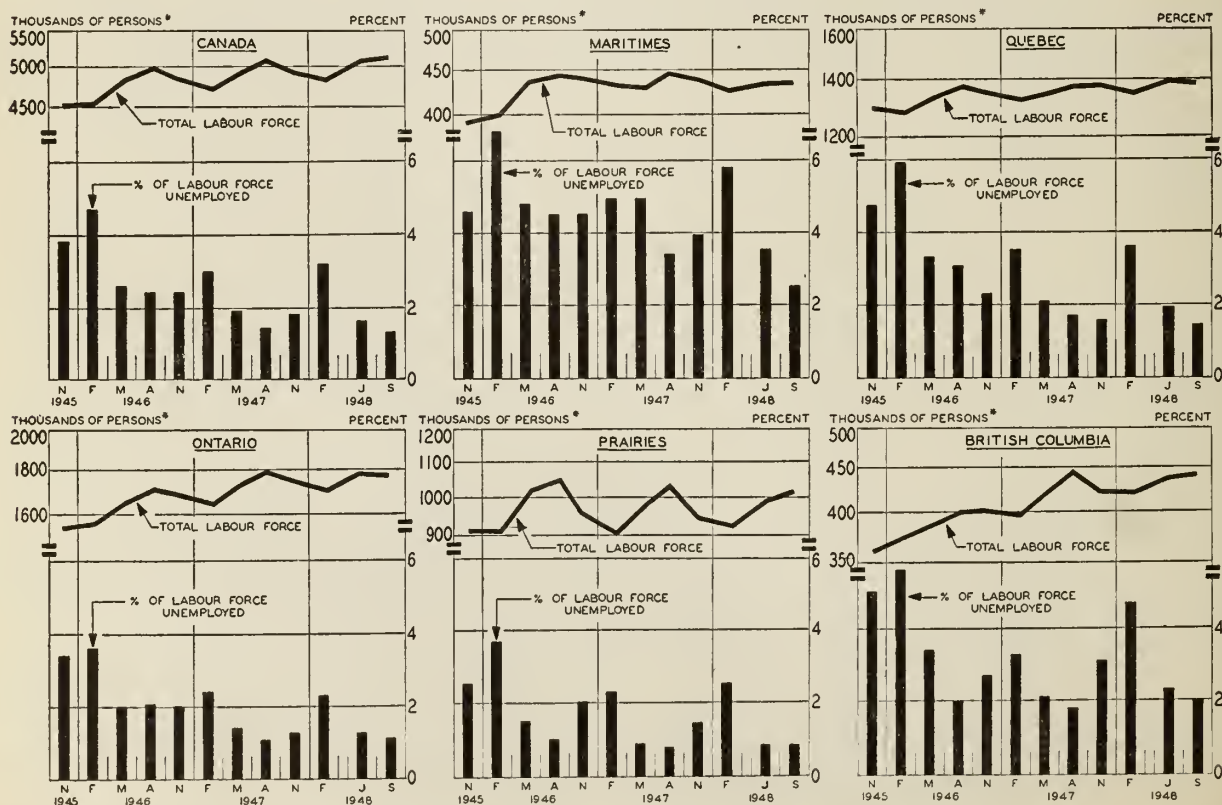 THOUSANDS OF PERSONS* PERCENT
CANADA
5500
5000
4500
TOTAL LABOUR FORCE
% OF LABOUR FORCE
UNEMPLOYED
6
4
2
0
N F M A N F M A N F J S
1945 1946 1947 1948
THOUSANDS OF PERSONS* PERCENT
MARITIMES
500
450
400
TOTAL LABOUR FORCE
% OF LABOUR FORCE
UNEMPLOYED
6
4
2
0
N F M A N F M A N F J S
1945 1946 1947 1948
THOUSANDS OF PERSONS* PERCENT
QUEBEC
1600
1400
1200
TOTAL LABOUR FORCE
% OF LABOUR FORCE
UNEMPLOYED
6
4
2
0
N F M A N F M A N F J S
1945 1946 1947 1948
THOUSANDS OF PERSONS* PERCENT
ONTARIO
2000
1800
1600
TOTAL LABOUR FORCE
% OF LABOUR FORCE
UNEMPLOYED
6
4
2
0
N F M A N F M A N F J S
1945 1946 1947 1948
THOUSANDS OF PERSONS* PERCENT
PRAIRIES
1200
1100
1000
900
TOTAL LABOUR FORCE
% OF LABOUR FORCE
UNEMPLOYED
6
4
2
0
N F M A N F M A N F J S
1945 1946 1947 1948
THOUSANDS OF PERSONS* PERCENT
BRITISH COLUMBIA
500
450
400
350
TOTAL LABOUR FORCE
% OF LABOUR FORCE
UNEMPLOYED
6
4
2
0
N F M A N F M A N F J S
1945 1946 1947 1948